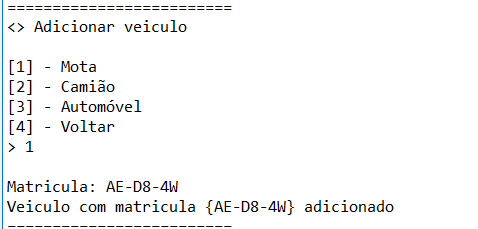 =========================
<> Adicionar veiculo
[1] - Mota
[2] - Camião
[3] - Automóvel
[4] - Voltar
> 1
Matricula: AE-D8-4W
Veiculo com matricula {AE-D8-4W} adicionado
=========================